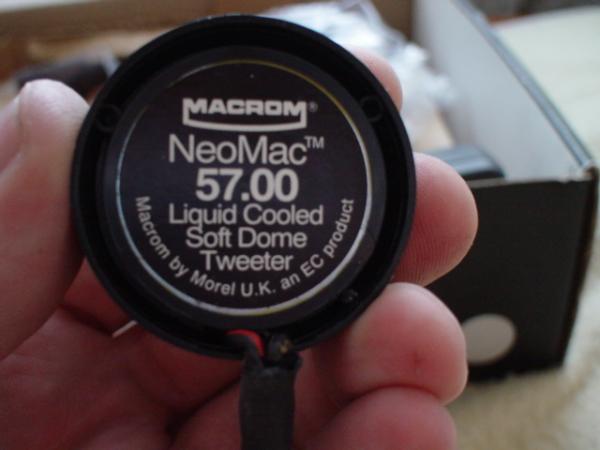 MACROM®
NeoMac™
57.00
Liquid Cooled
Soft Dome
Tweeter
Macrom by Morel U.K. an EC product